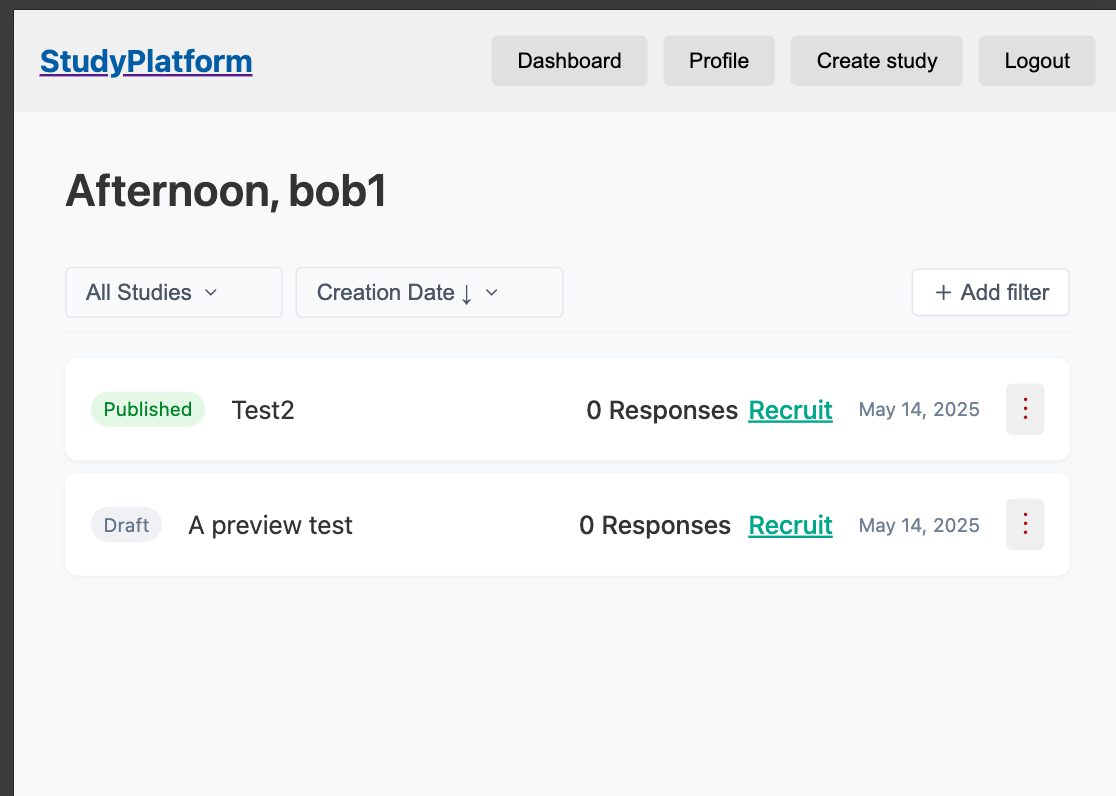 StudyPlatform Dashboard Profile Create study Logout
Afternoon, bob1
All Studies Creation Date ↓ + Add filter
Published Test2 0 Responses Recruit May 14, 2025 ⋮
Draft A preview test 0 Responses Recruit May 14, 2025 ⋮